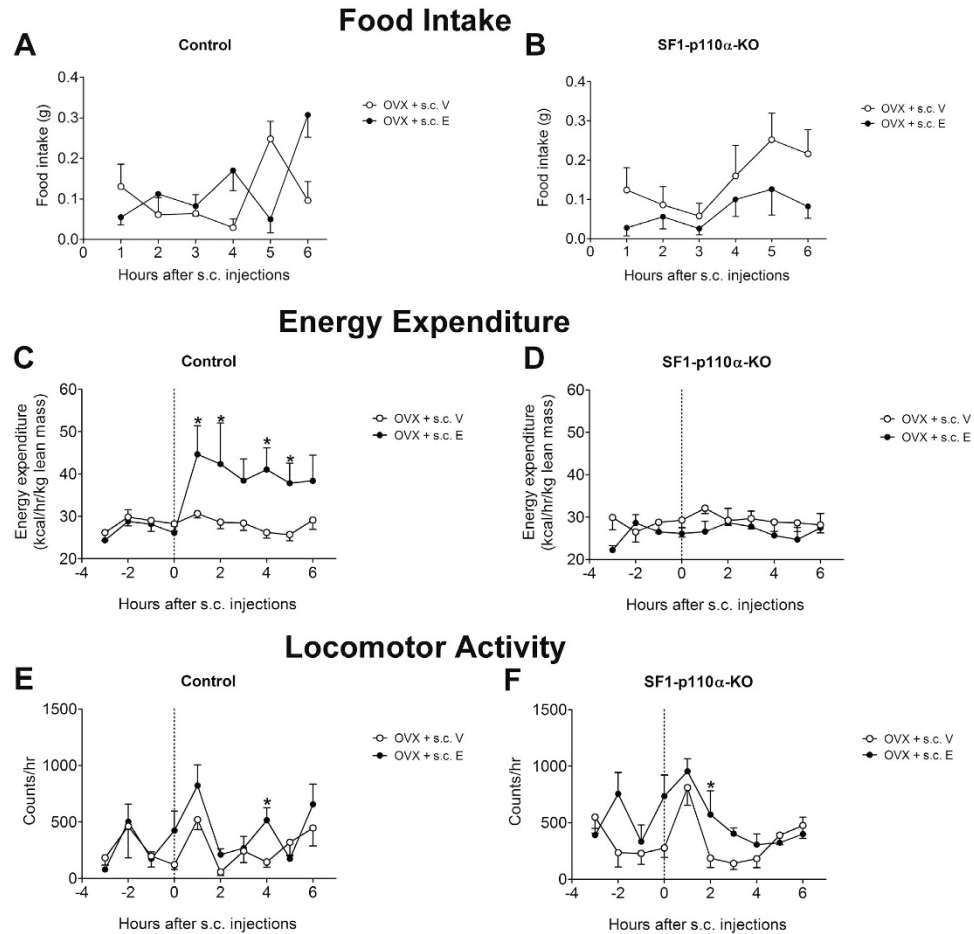 Food Intake
A
Control
B
SF1-p110α-KO
Food intake (g)
0.4
0.3
0.2
0.1
0.0
0 1 2 3 4 5 6
Hours after s.c. injections
OVX + s.c. V
OVX + s.c. E
Food intake (g)
0.4
0.3
0.2
0.1
0.0
0 1 2 3 4 5 6
Hours after s.c. injections
OVX + s.c. V
OVX + s.c. E
Energy Expenditure
C
Control
D
SF1-p110α-KO
Energy expenditure
(kcal/hr/kg lean mass)
60
50
40
30
20
* * * *
-4 -2 0 2 4 6
Hours after s.c. injections
OVX + s.c. V
OVX + s.c. E
Energy expenditure
(kcal/hr/kg lean mass)
60
50
40
30
20
-4 -2 0 2 4 6
Hours after s.c. injections
OVX + s.c. V
OVX + s.c. E
Locomotor Activity
E
Control
F
SF1-p110α-KO
Counts/hr
1500
1000
500
0
*
-4 -2 0 2 4 6
Hours after s.c. injections
OVX + s.c. V
OVX + s.c. E
Counts/hr
1500
1000
500
0
*
-4 -2 0 2 4 6
Hours after s.c. injections
OVX + s.c. V
OVX + s.c. E